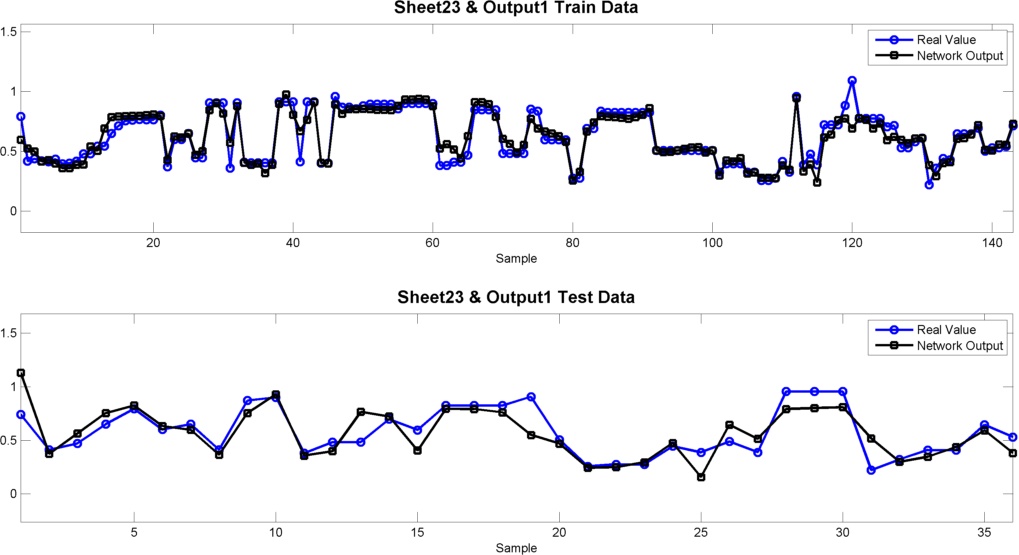 Sheet23 & Output1 Train Data
1.5
1
0.5
0
Real Value
Network Output
20 40 60 80 100 120 140
Sample
Sheet23 & Output1 Test Data
1.5
1
0.5
0
Real Value
Network Output
5 10 15 20 25 30 35
Sample